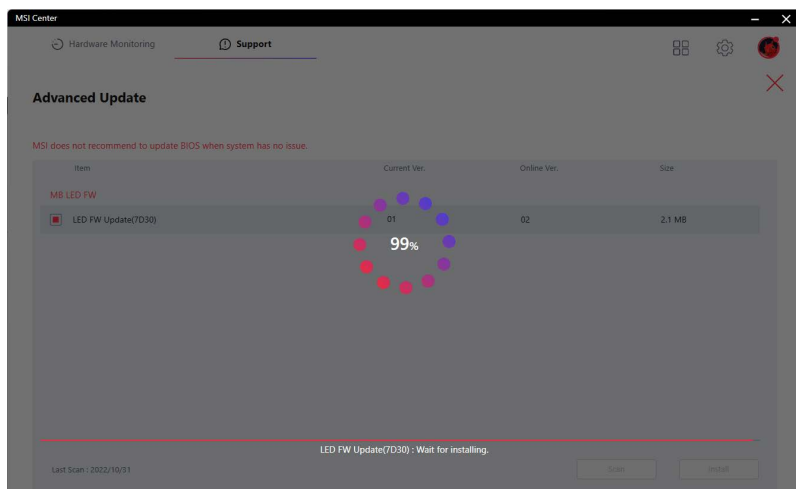 MSI Center
Hardware Monitoring
Support
Advanced Update
MSI does not recommend to update BIOS when system has no issue.
Item Current Ver. Online Ver. Size
MB LED FW
LED FW Update(7D30) 01 02 2.1 MB
99%
LED FW Update(7D30) : Wait for installing.
Last Scan : 2022/10/31
Scan
Install